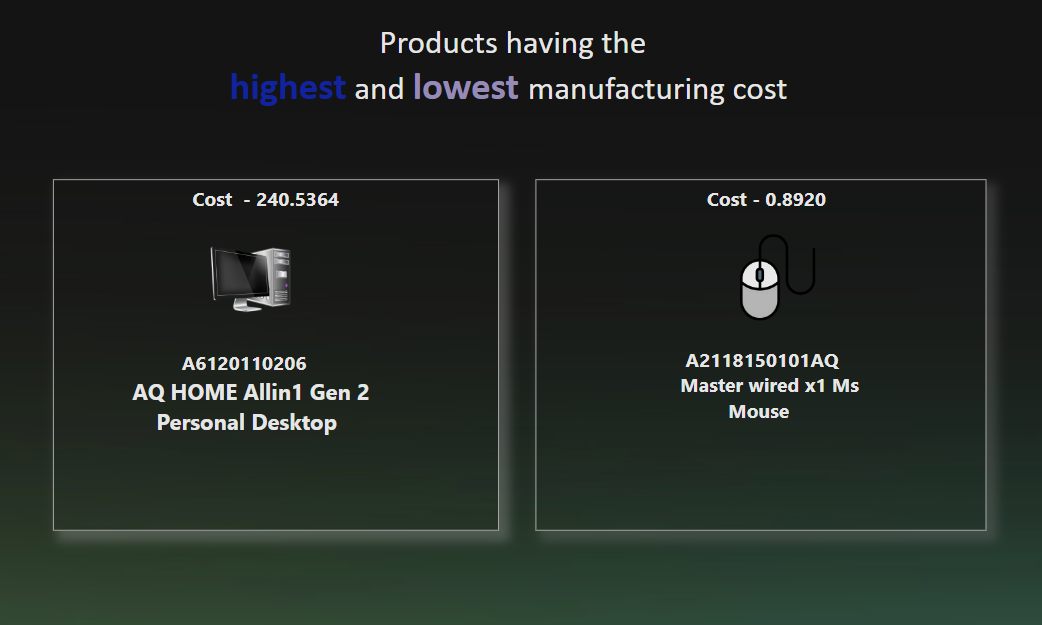 Products having the
highest and lowest manufacturing cost
Cost - 240.5364
A6120110206
AQ HOME Allin1 Gen 2
Personal Desktop
Cost - 0.8920
A2118150101AQ
Master wired x1 Ms
Mouse